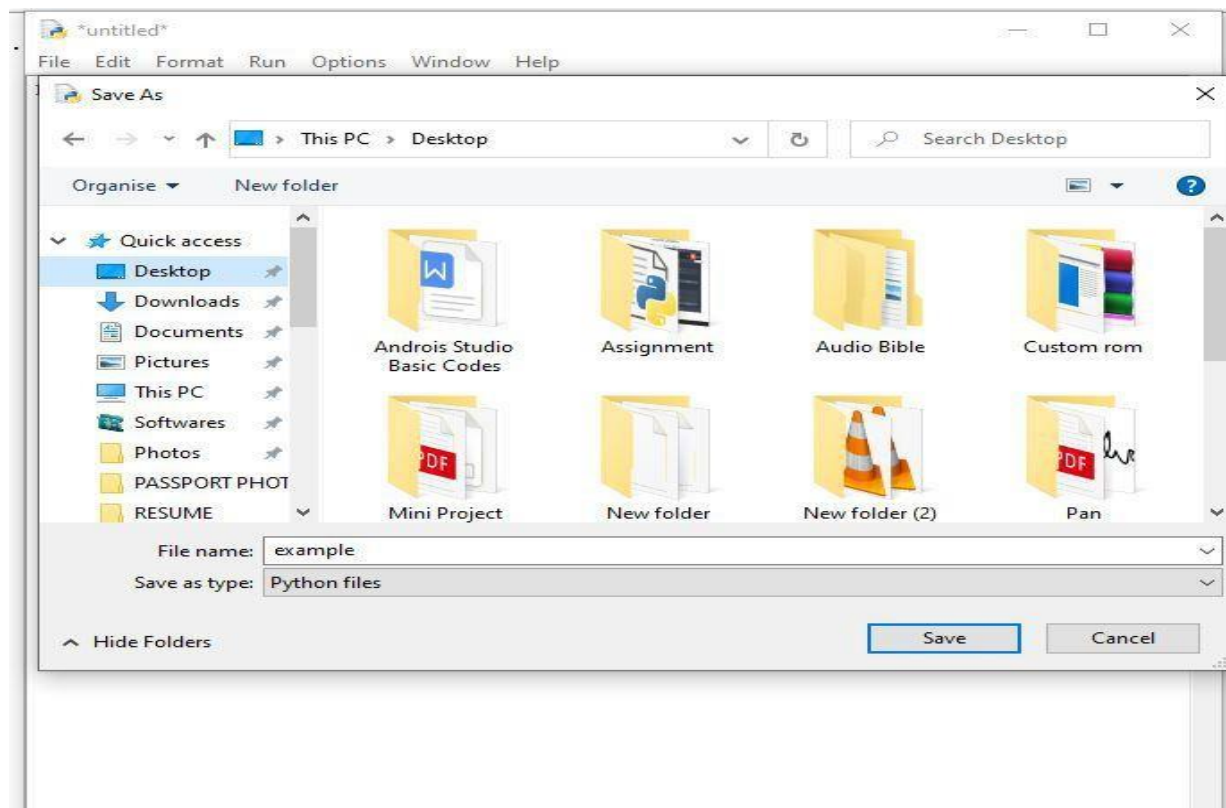 *untitled*
File Edit Format Run Options Window Help
Save As
This PC > Desktop
Search Desktop
Organise New folder
Quick access
Desktop
Downloads
Documents
Pictures
This PC
Softwares
Photos
PASSPORT PHOT
RESUME
Androis Studio
Basic Codes
Assignment
Audio Bible
Custom rom
Mini Project
New folder
New folder (2)
Pan
File name: example
Save as type: Python files
Hide Folders
Save
Cancel